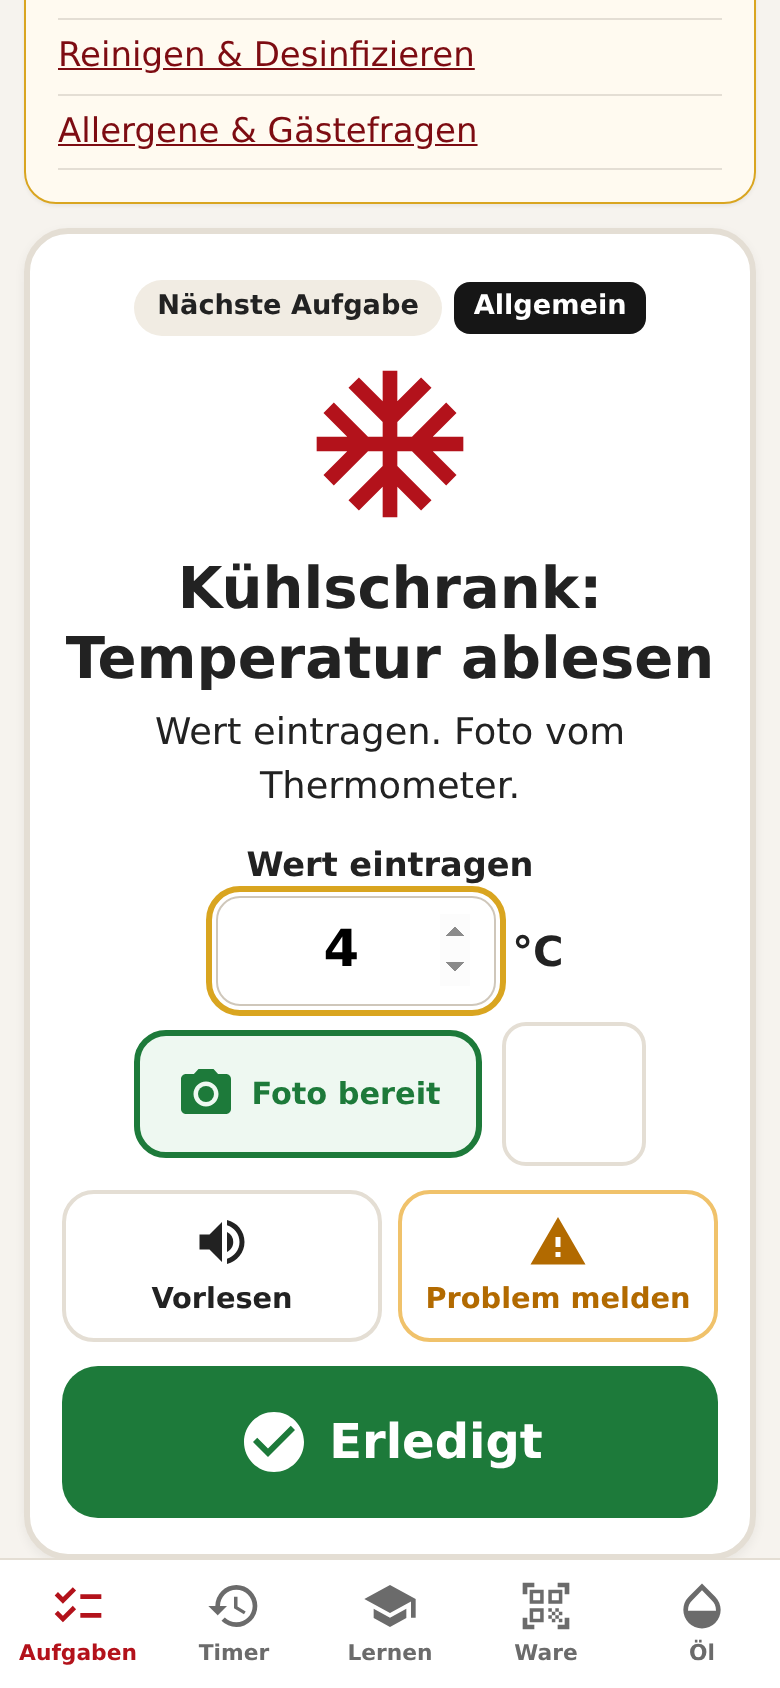 Reinigen & Desinfizieren
Allergene & Gästefragen
Nächste Aufgabe
Allgemein
Kühlschrank:
Temperatur ablesen
Wert eintragen. Foto vom
Thermometer.
Wert eintragen
4
°C
Foto bereit
Vorlesen
Problem melden
Erledigt
Aufgaben
Timer
Lernen
Ware
Öl